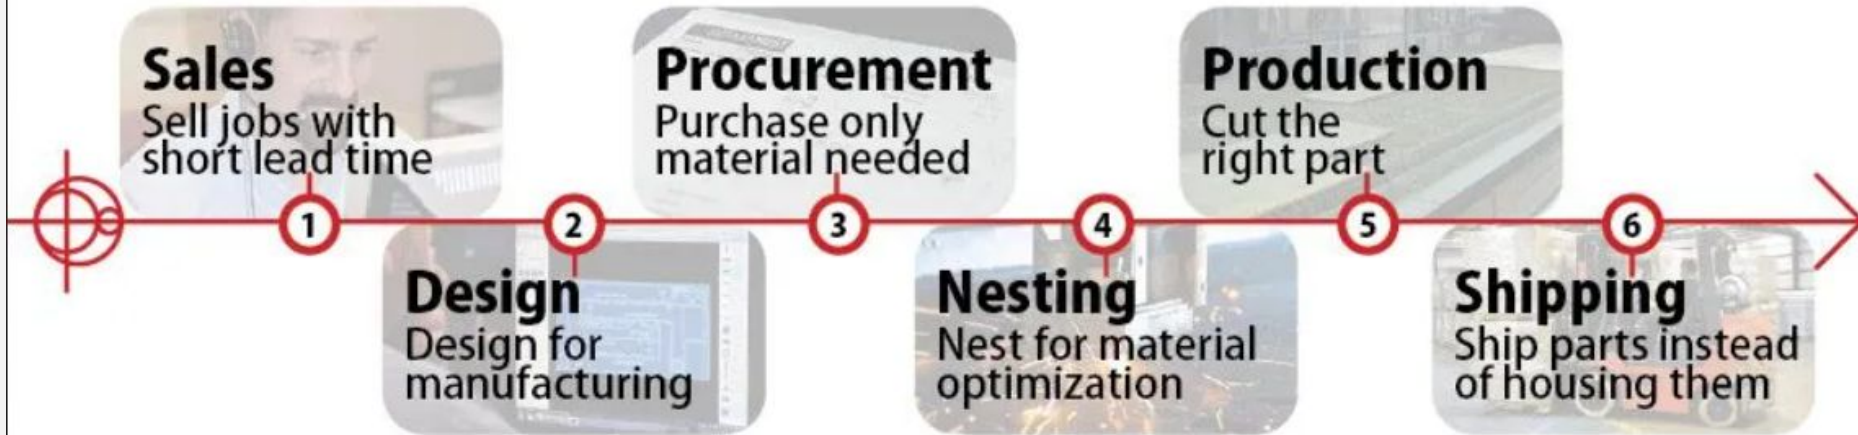 Sales
Sell jobs with
short lead time
1
Design
Design for
manufacturing
2
Procurement
Purchase only
material needed
3
Nesting
Nest for material
optimization
4
Production
Cut the
right part
5
Shipping
Ship parts instead
of housing them
6